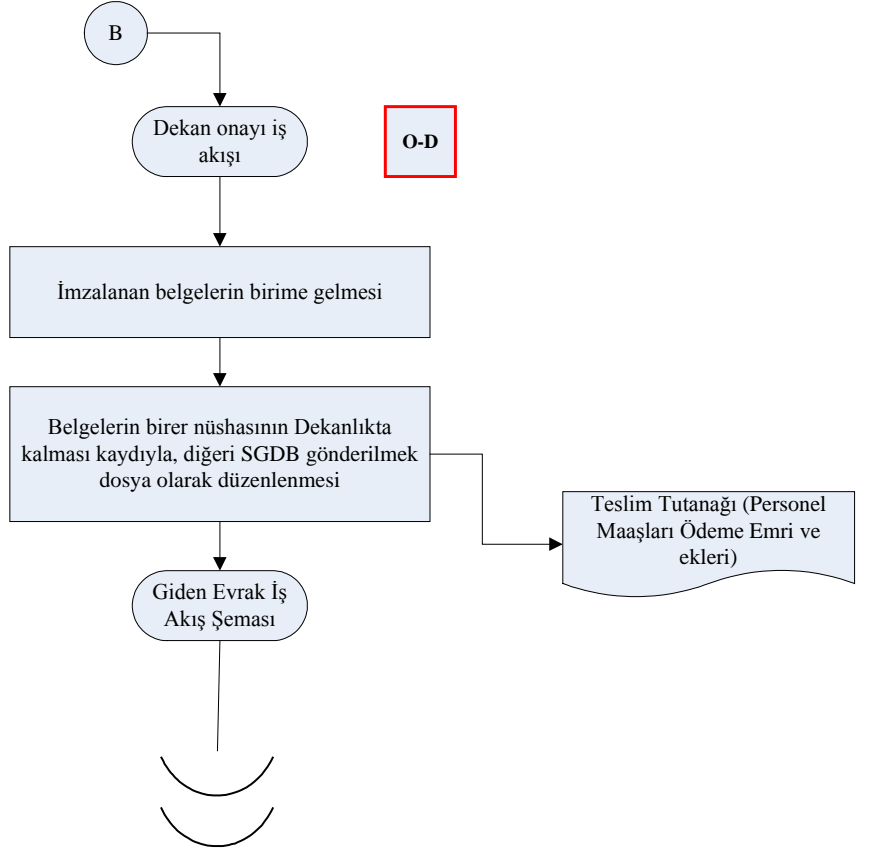 B
Dekan onayı iş
akışı
O-D
İmzalanan belgelerin birime gelmesi
Belgelerin birer nüshasının Dekanlıkta
kalması kaydıyla, diğeri SGDB gönderilmek
dosya olarak düzenlenmesi
Teslim Tutanağı (Personel
Maaşları Ödeme Emri ve
ekleri)
Giden Evrak İş
Akış Şeması